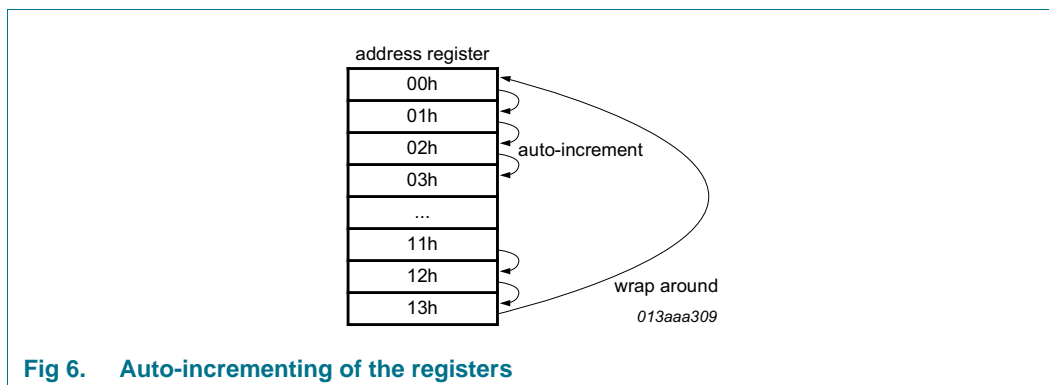 address register
00h
01h
02h
auto-increment
03h
...
11h
12h
wrap around
13h
013aaa309
Fig 6. Auto-incrementing of the registers